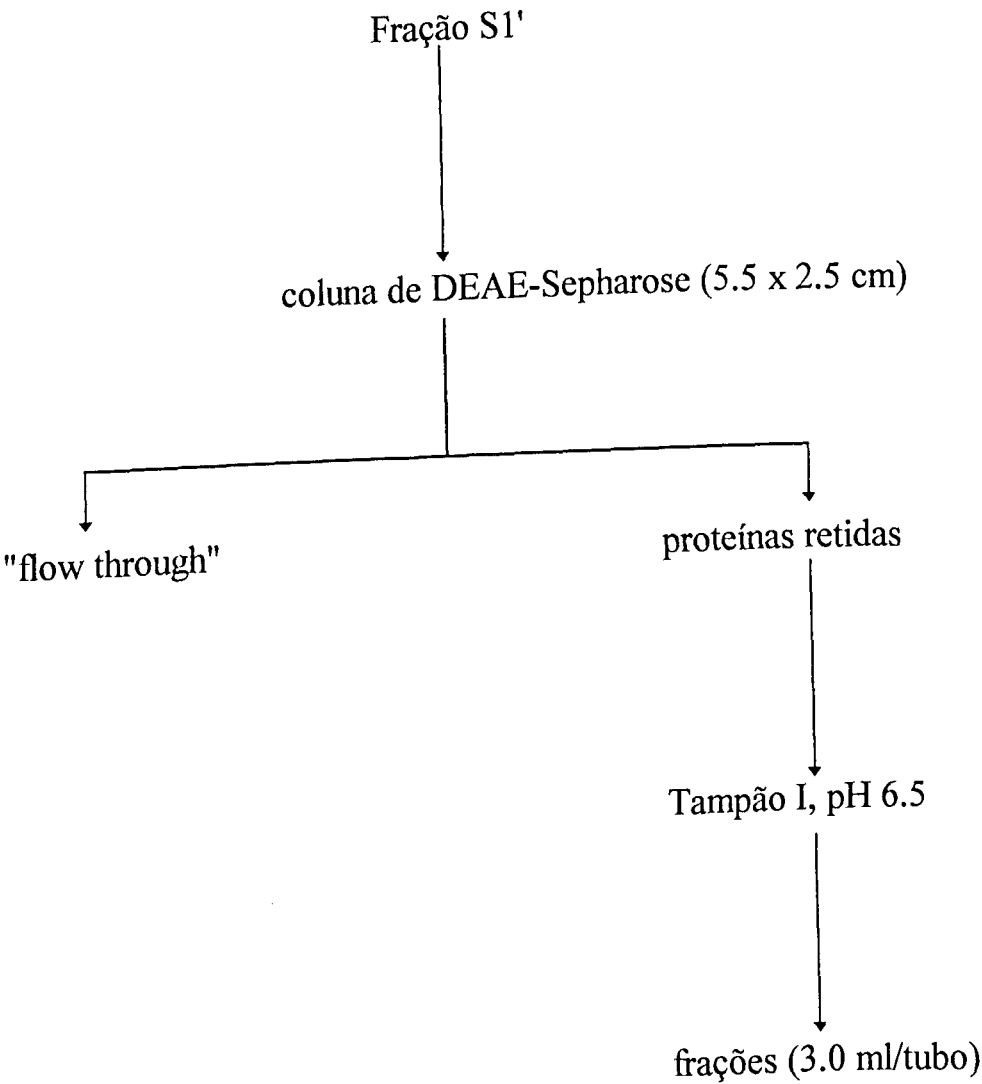 Fração S1'
coluna de DEAE-Sepharose (5.5 x 2.5 cm)
"flow through"
proteínas retidas
Tampão I, pH 6.5
frações (3.0 ml/tubo)